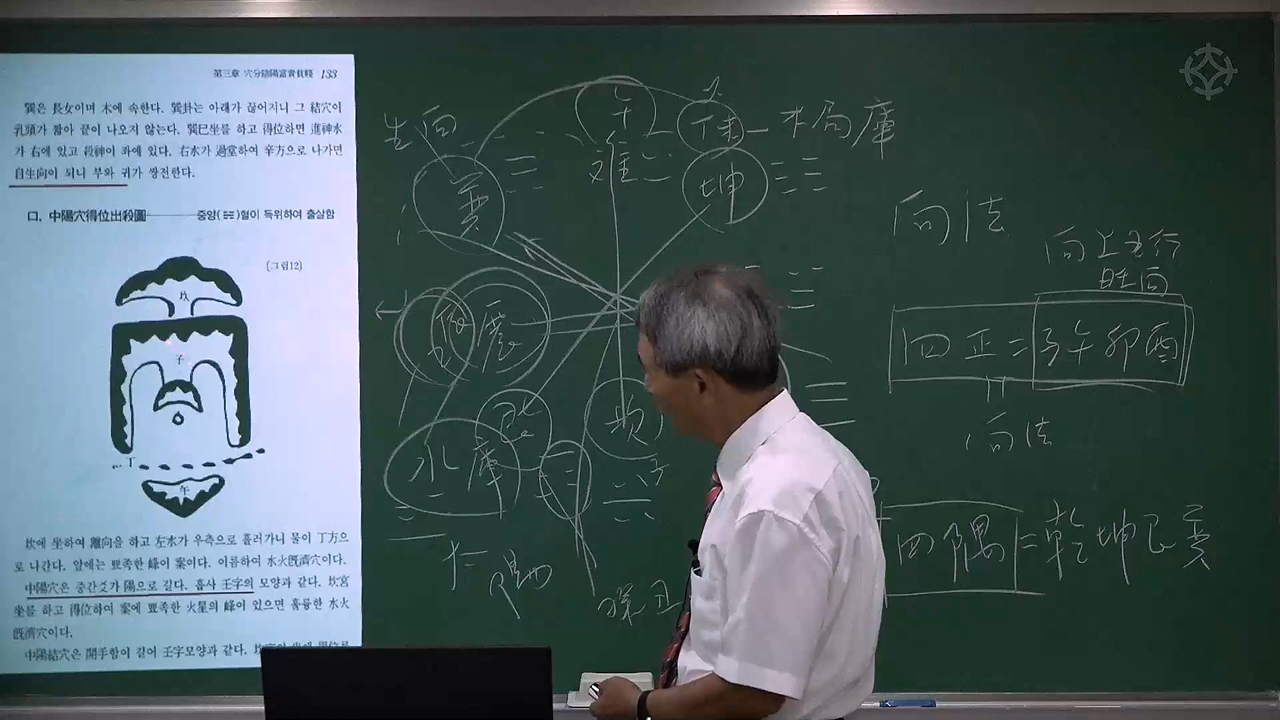 第三章 穴分陰陽富貴貧賤 133
巽은 長女이며 木에 속한다. 巽卦는 아래가 끊어지니 그 結穴이
乳頭가 짧아 끝이 나오지 않는다. 巽巳坐를 하고 得位하면 進神水
가 右에 있고 殺神이 좌에 있다. 右水가 過堂하여 辛方으로 나가면
自生向이 되니 부와 귀가 쌍전한다.
口. 中陽穴得位出殺圖 중양(☵)혈이 득위하여 출살함
(그림12)
坎
子
丁
午
坎에 坐하여 離向을 하고 左水가 우측으로 흘러가니 물이 丁方으
로 나간다. 앞에는 뾰족한 峰이 案이다. 이름하여 水火旣濟穴이다.
中陽穴은 중간爻가 陽으로 길다. 흡사 王字의 모양과 같다. 坎宮
坐를 하고 得位하여 案에 뾰족한 火星의 峰이 있으면 훌륭한 水火
旣濟穴이다.
中陽結穴은 開手함이 길어 王字모양과 같다.
生向
午
木局庫
離
巽
坤
震
水庫
向法
向上五行
旺向
四正=子午卯酉
向法
四隅=乾坤艮巽